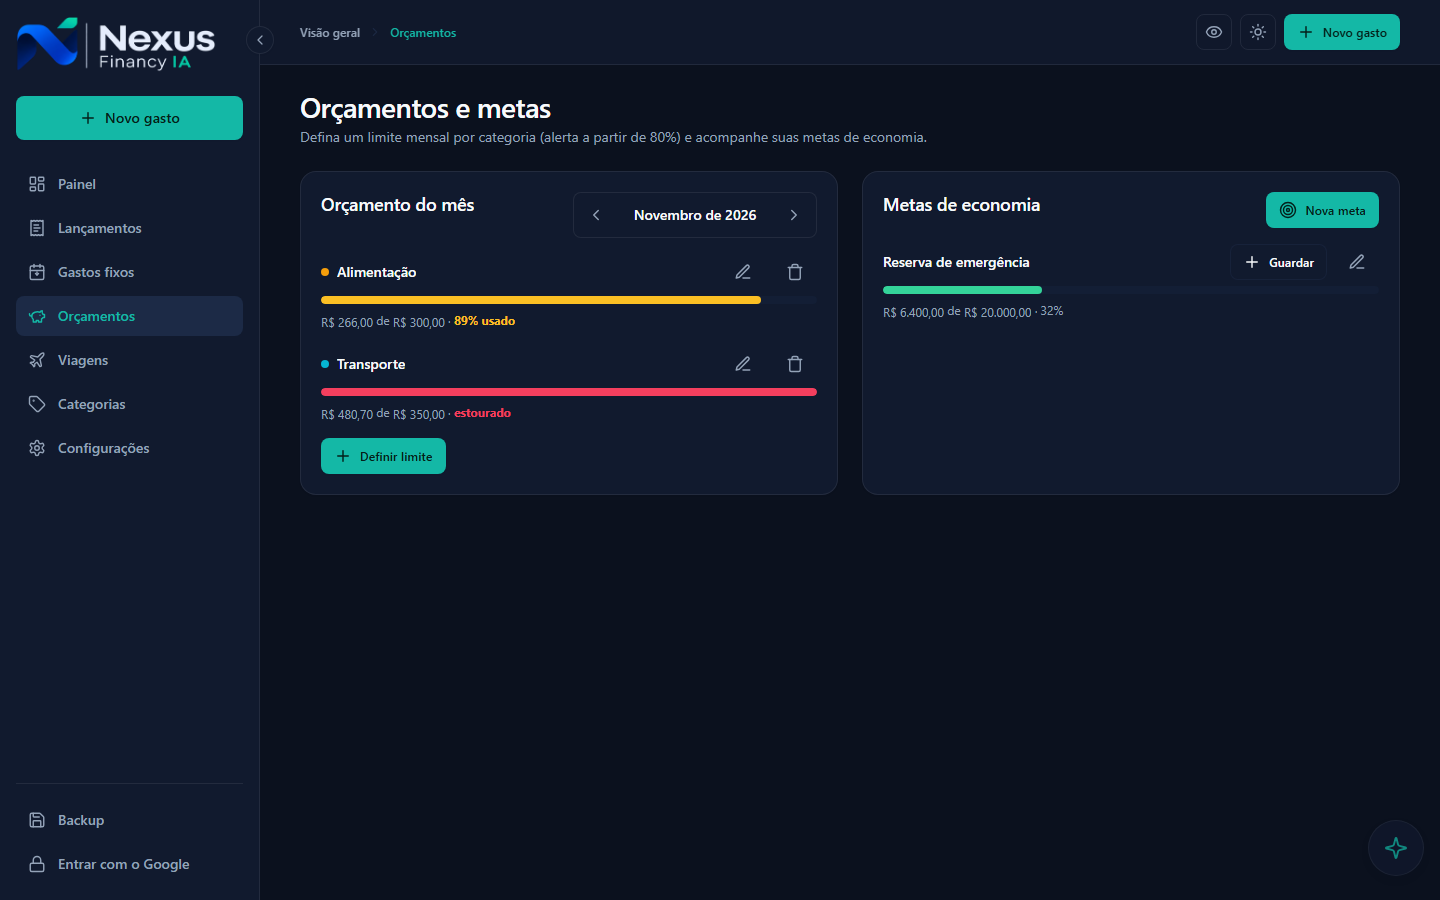 Nexus
Financy IA
Novo gasto
Painel
Lançamentos
Gastos fixos
Orçamentos
Viagens
Categorias
Configurações
Backup
Entrar com o Google
Visão geral
Orçamentos
Novo gasto
Orçamentos e metas
Defina um limite mensal por categoria (alerta a partir de 80%) e acompanhe suas metas de economia.
Orçamento do mês
Novembro de 2026
Alimentação
R$ 266,00 de R$ 300,00 · 89% usado
Transporte
R$ 480,70 de R$ 350,00 · estourado
Definir limite
Metas de economia
Nova meta
Reserva de emergência
Guardar
R$ 6.400,00 de R$ 20.000,00 · 32%